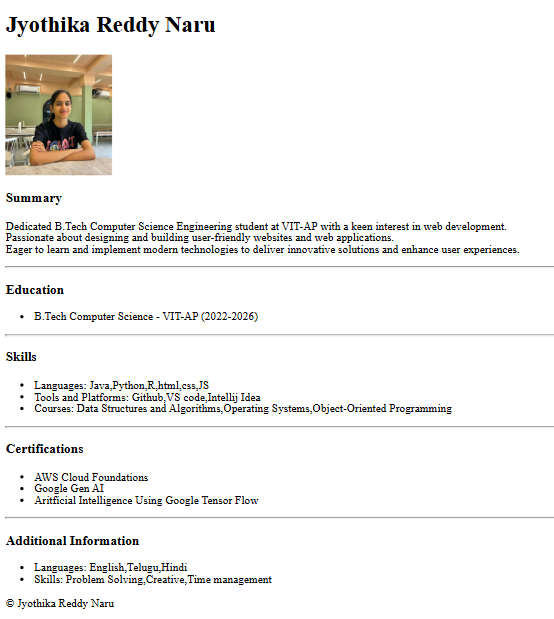 Jyothika Reddy Naru
Summary
Dedicated B.Tech Computer Science Engineering student at VIT-AP with a keen interest in web development.
Passionate about designing and building user-friendly websites and web applications.
Eager to learn and implement modern technologies to deliver innovative solutions and enhance user experiences.
Education
• B.Tech Computer Science - VIT-AP (2022-2026)
Skills
• Languages: Java,Python,R,html,css,JS
• Tools and Platforms: Github,VS code,Intellij Idea
• Courses: Data Structures and Algorithms,Operating Systems,Object-Oriented Programming
Certifications
• AWS Cloud Foundations
• Google Gen AI
• Aritficial Intelligence Using Google Tensor Flow
Additional Information
• Languages: English,Telugu,Hindi
• Skills: Problem Solving,Creative,Time management
© Jyothika Reddy Naru